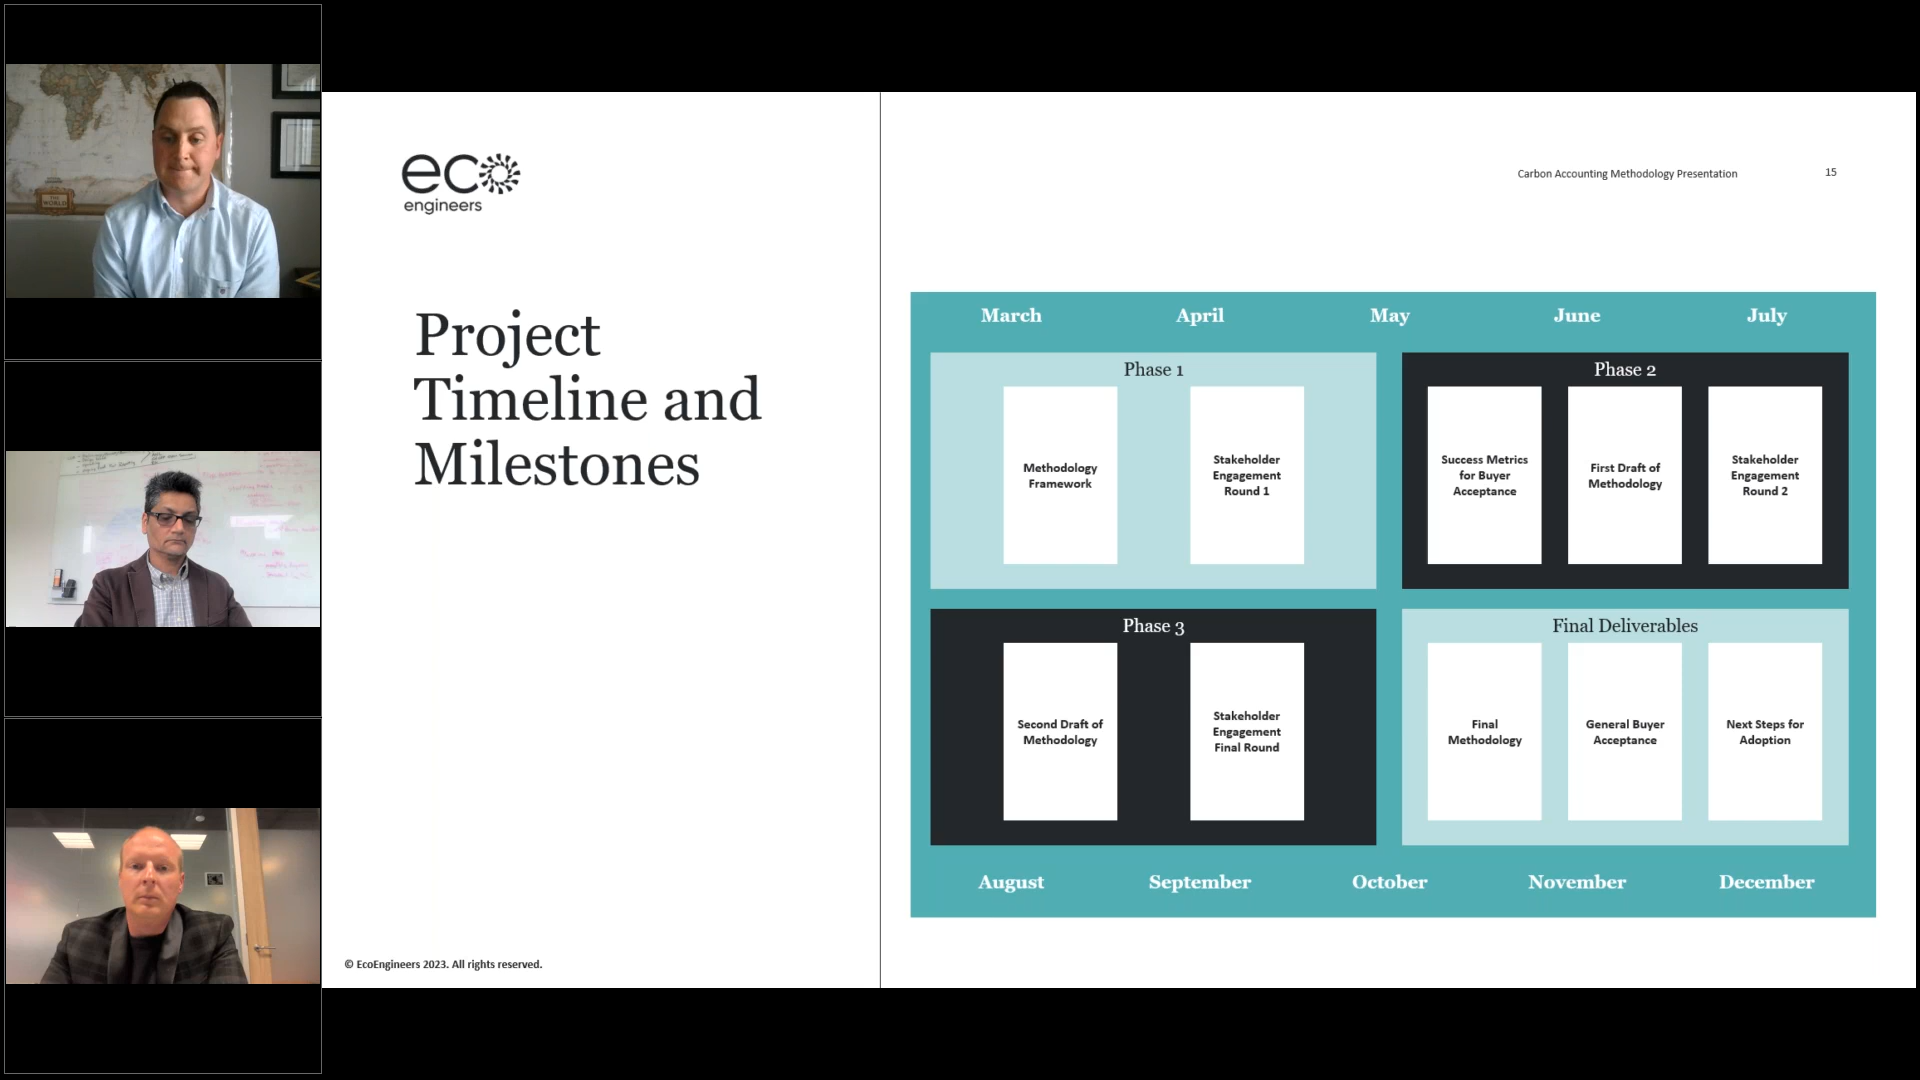 THE
WORLD
eco
engineers
Project
Timeline and
Milestones
© EcoEngineers 2023. All rights reserved.
Carbon Accounting Methodology Presentation
15
March April May June July
Phase 1
Methodology
Framework
Stakeholder
Engagement
Round 1
Phase 2
Success Metrics
for Buyer
Acceptance
First Draft of
Methodology
Stakeholder
Engagement
Round 2
Phase 3
Second Draft of
Methodology
Stakeholder
Engagement
Final Round
Final Deliverables
Final
Methodology
General Buyer
Acceptance
Next Steps for
Adoption
August September October November December